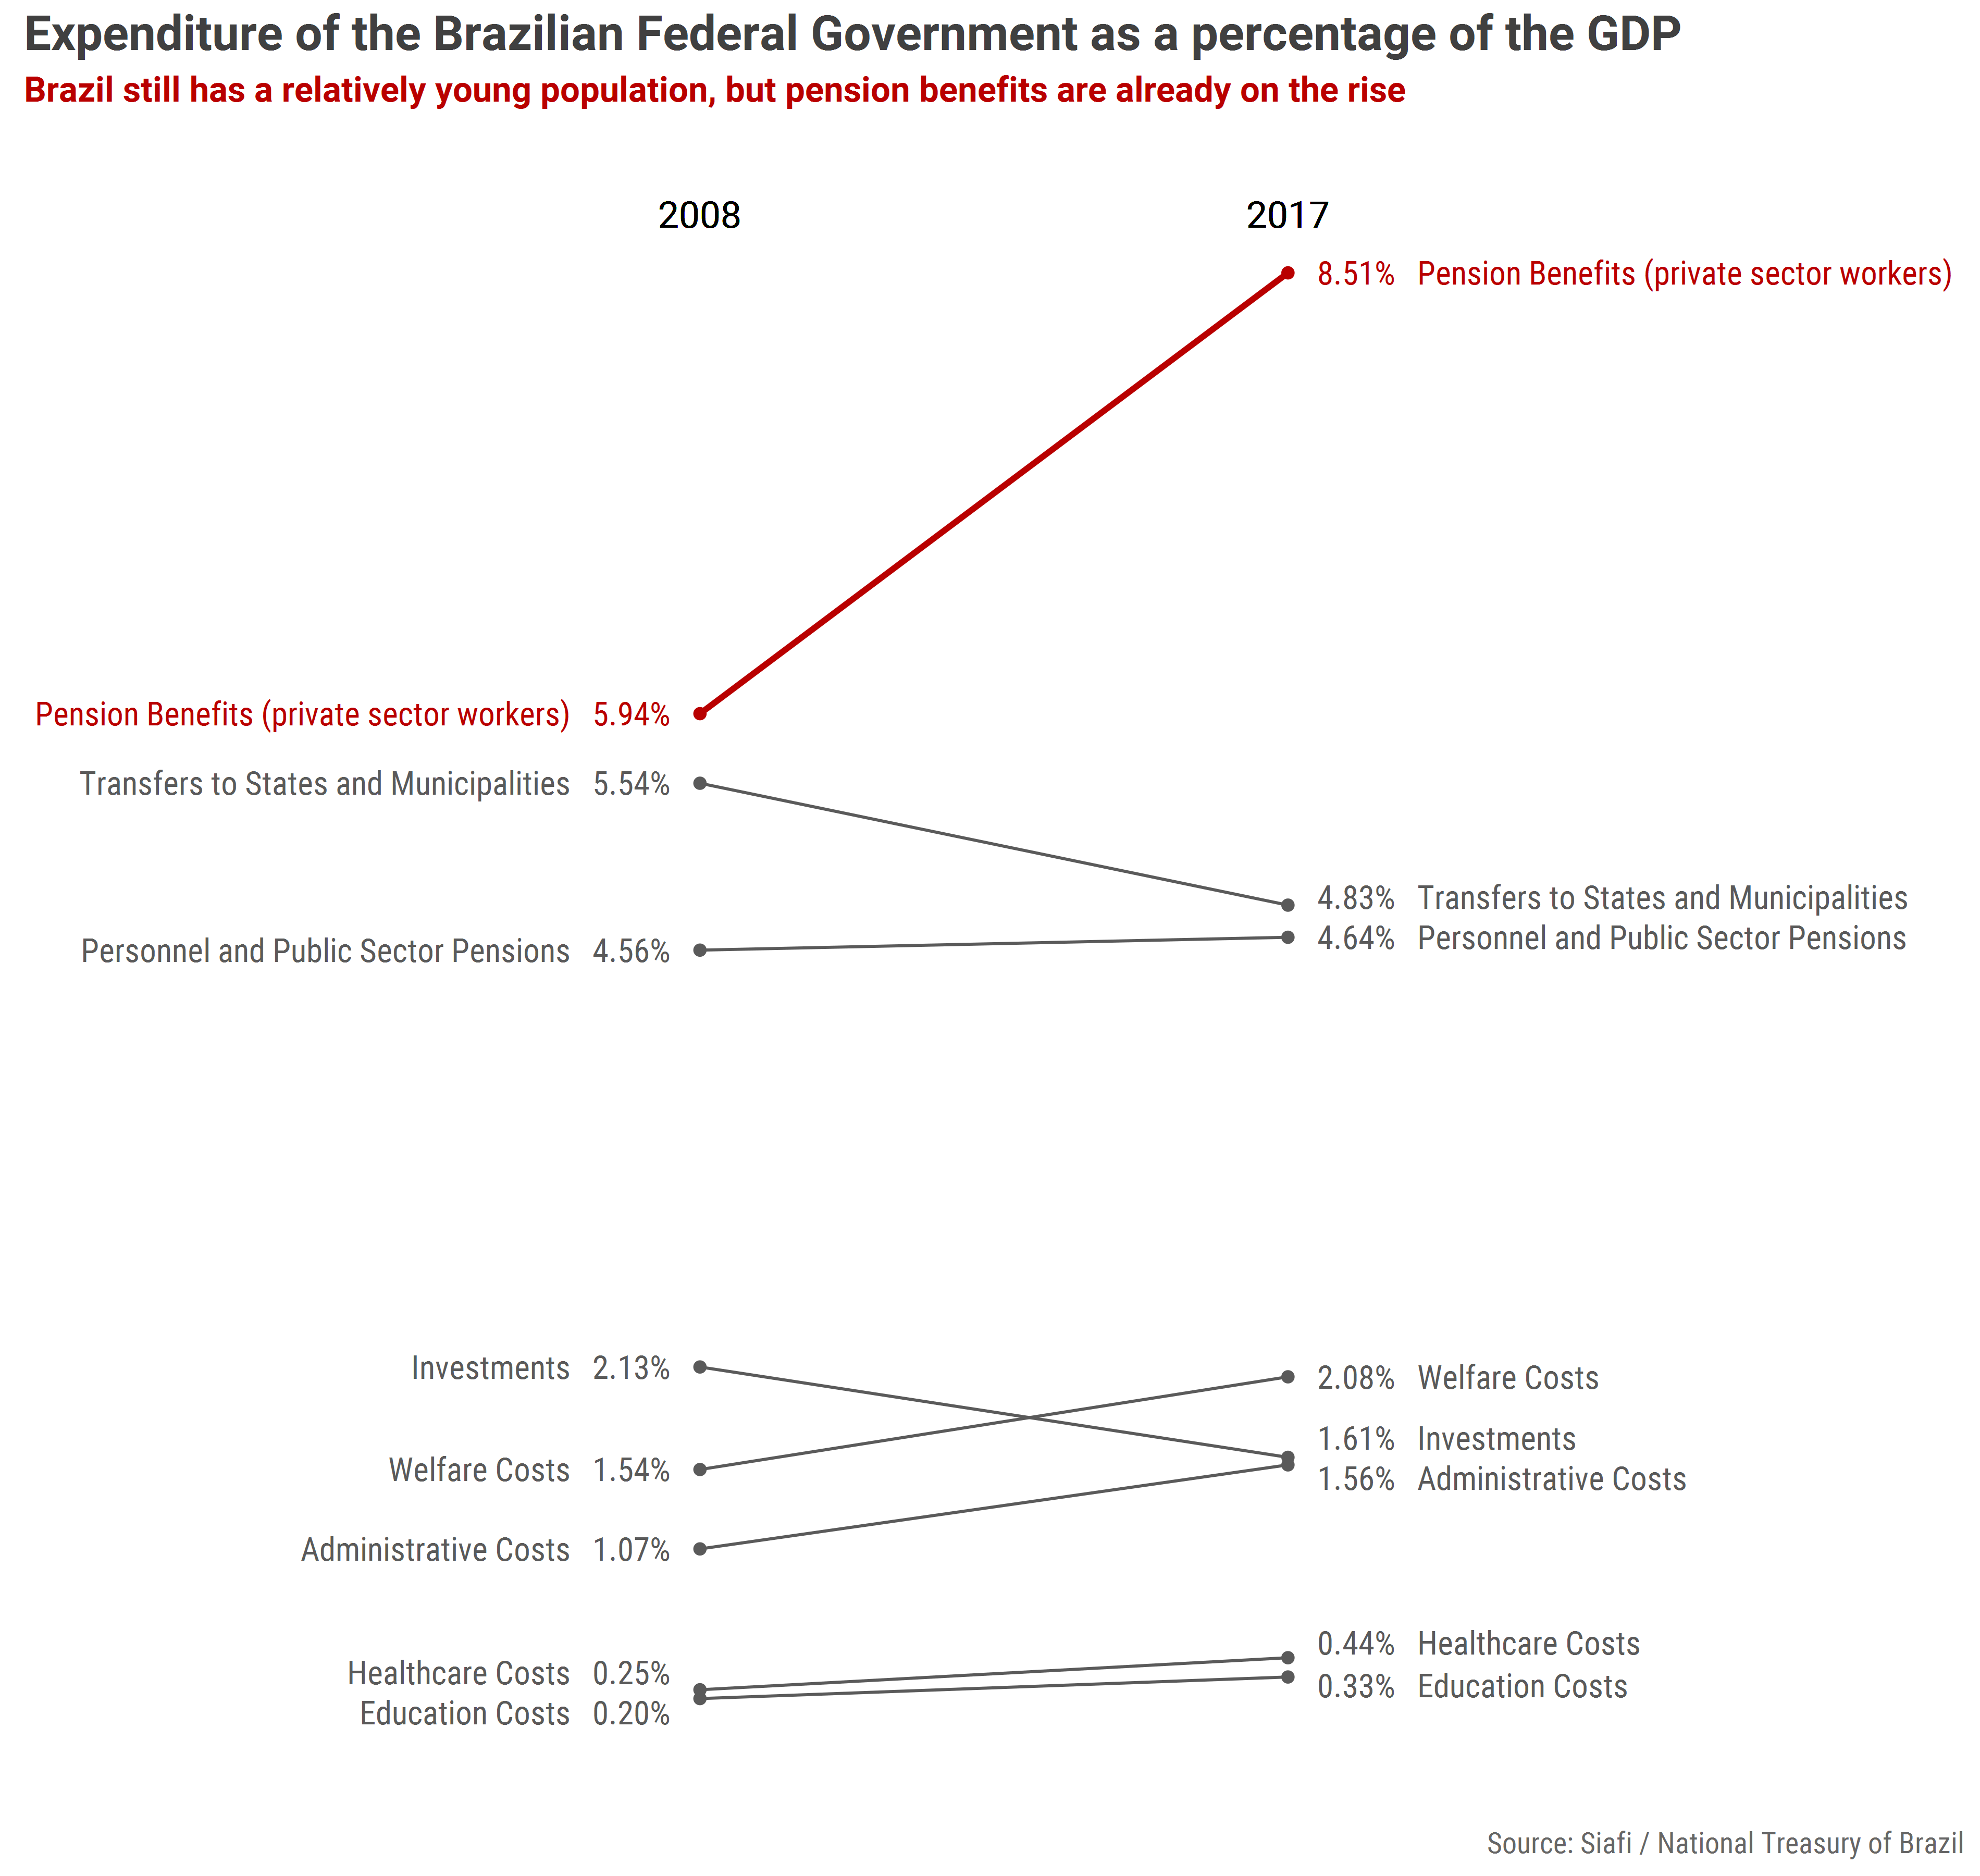 Expenditure of the Brazilian Federal Government as a percentage of the GDP
Brazil still has a relatively young population, but pension benefits are already on the rise
2008
2017
8.51% Pension Benefits (private sector workers)
Pension Benefits (private sector workers) 5.94%
Transfers to States and Municipalities 5.54%
4.83% Transfers to States and Municipalities
Personnel and Public Sector Pensions 4.56%
4.64% Personnel and Public Sector Pensions
Investments 2.13%
2.08% Welfare Costs
1.61% Investments
Welfare Costs 1.54%
1.56% Administrative Costs
Administrative Costs 1.07%
0.44% Healthcare Costs
Healthcare Costs 0.25%
0.33% Education Costs
Education Costs 0.20%
Source: Siafi / National Treasury of Brazil